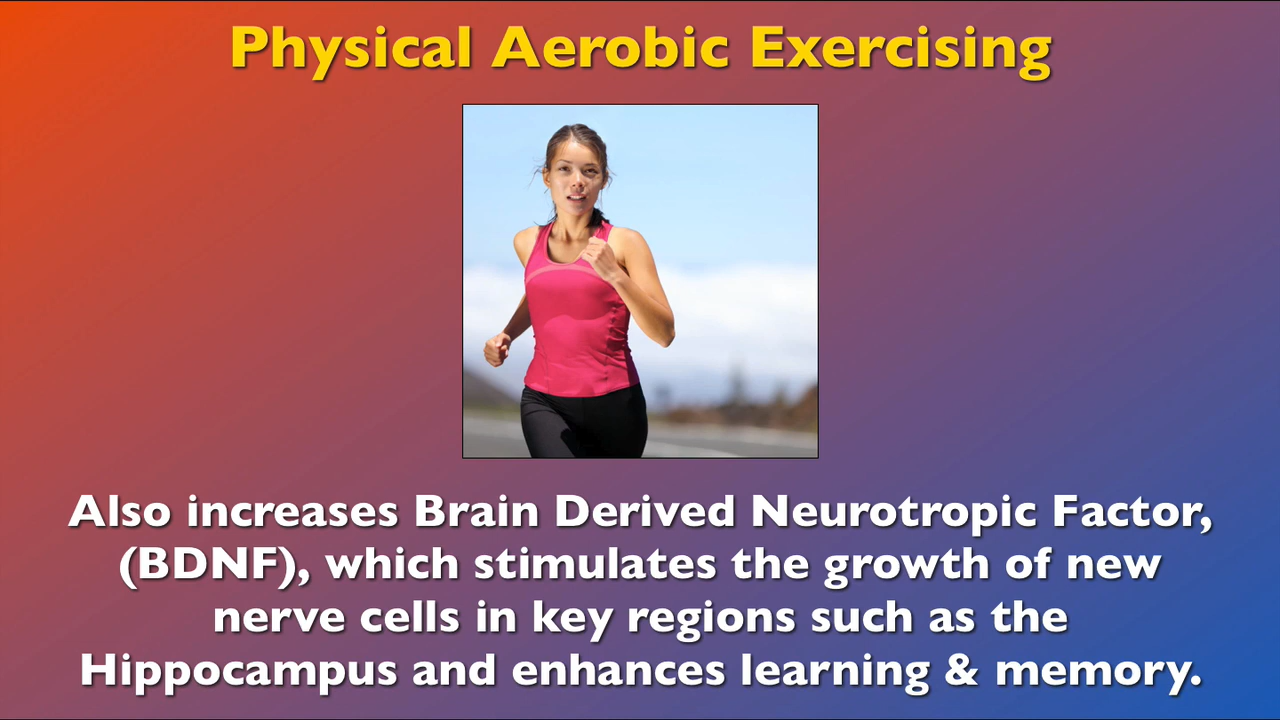 Physical Aerobic Exercising
Also increases Brain Derived Neurotropic Factor,
(BDNF), which stimulates the growth of new
nerve cells in key regions such as the
Hippocampus and enhances learning & memory.